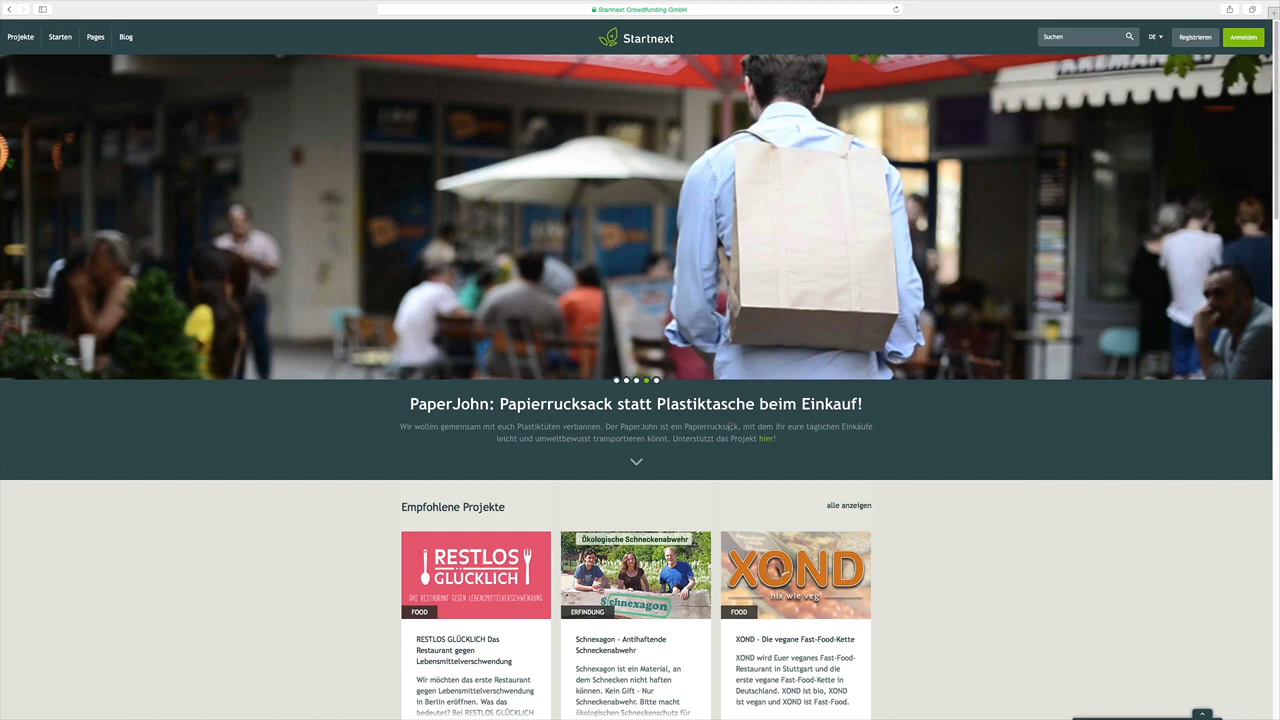 Startnext Crowdfunding GmbH
Projekte
Starten
Pages
Blog
Startnext
Suchen
DE
Registrieren
Anmelden
PaperJohn: Papierrucksack statt Plastiktasche beim Einkauf!
Wir wollen gemeinsam mit euch Plastiktüten verbannen. Der PaperJohn ist ein Papierrucksack, mit dem ihr eure täglichen Einkäufe
leicht und umweltbewusst transportieren könnt. Unterstützt das Projekt hier!
Empfohlene Projekte
alle anzeigen
RESTLOS
GLÜCKLICH
DAS RESTAURANT GEGEN LEBENSMITTELVERSCHWENDUNG
FOOD
RESTLOS GLÜCKLICH Das
Restaurant gegen
Lebensmittelverschwendung
Wir möchten das erste Restaurant
gegen Lebensmittelverschwendung
in Berlin eröffnen. Was das
bedeutet? Bei RESTLOS GLÜCKLICH
Ökologische Schneckenabwehr
Schnexagon
ERFINDUNG
Schnexagon - Antihaftende
Schneckenabwehr
Schnexagon ist ein Material, an
dem Schnecken nicht haften
können. Kein Gift - Nur
Schneckenabwehr. Bitte macht
ökologischen Schneckenschutz für
XOND
nix wie veg
FOOD
XOND - Die vegane Fast-Food-Kette
XOND wird Euer veganes Fast-Food-
Restaurant in Stuttgart und die
erste vegane Fast-Food-Kette in
Deutschland. XOND ist bio, XOND
ist vegan und XOND ist Fast-Food.